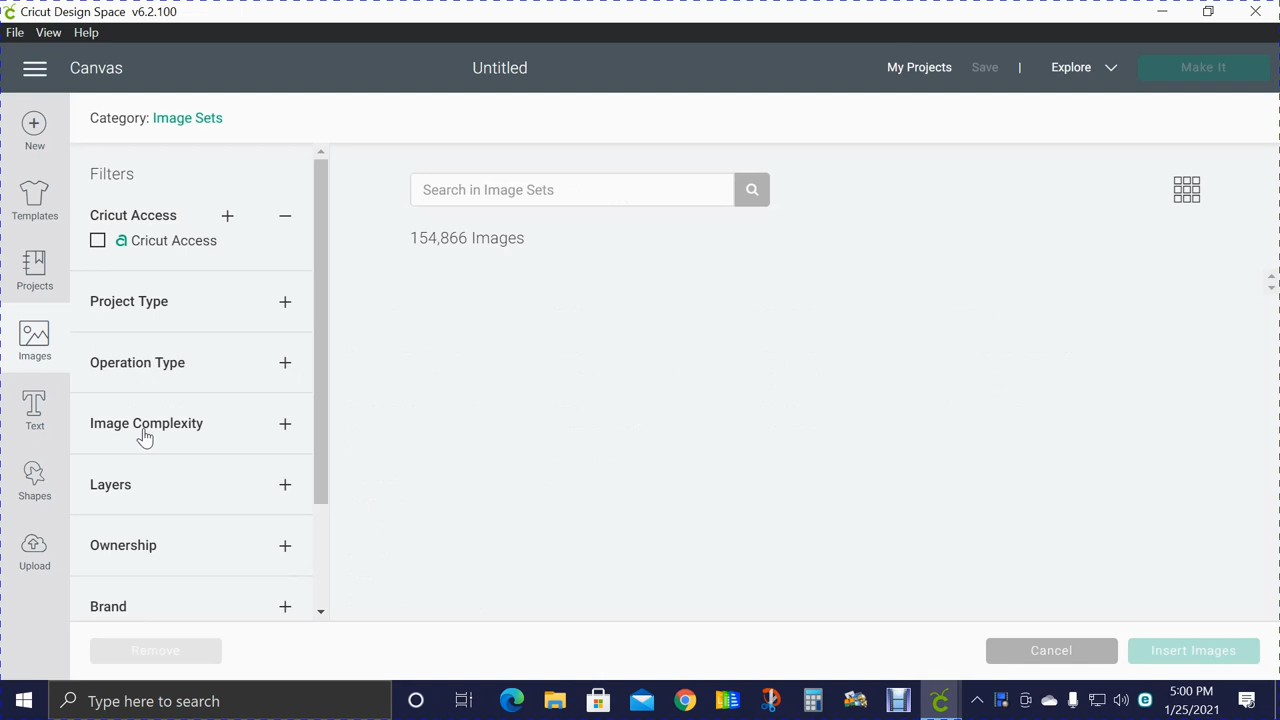 Cricut Design Space v6.2.100
File View Help
Canvas Untitled My Projects Save | Explore Make It
New
Templates
Projects
Images
Text
Shapes
Upload
Category: Image Sets
Filters
Cricut Access
a Cricut Access
Project Type
Operation Type
Image Complexity
Layers
Ownership
Brand
Search in Image Sets
154,866 Images
Remove Cancel Insert Images
Type here to search
5:00 PM
1/25/2021